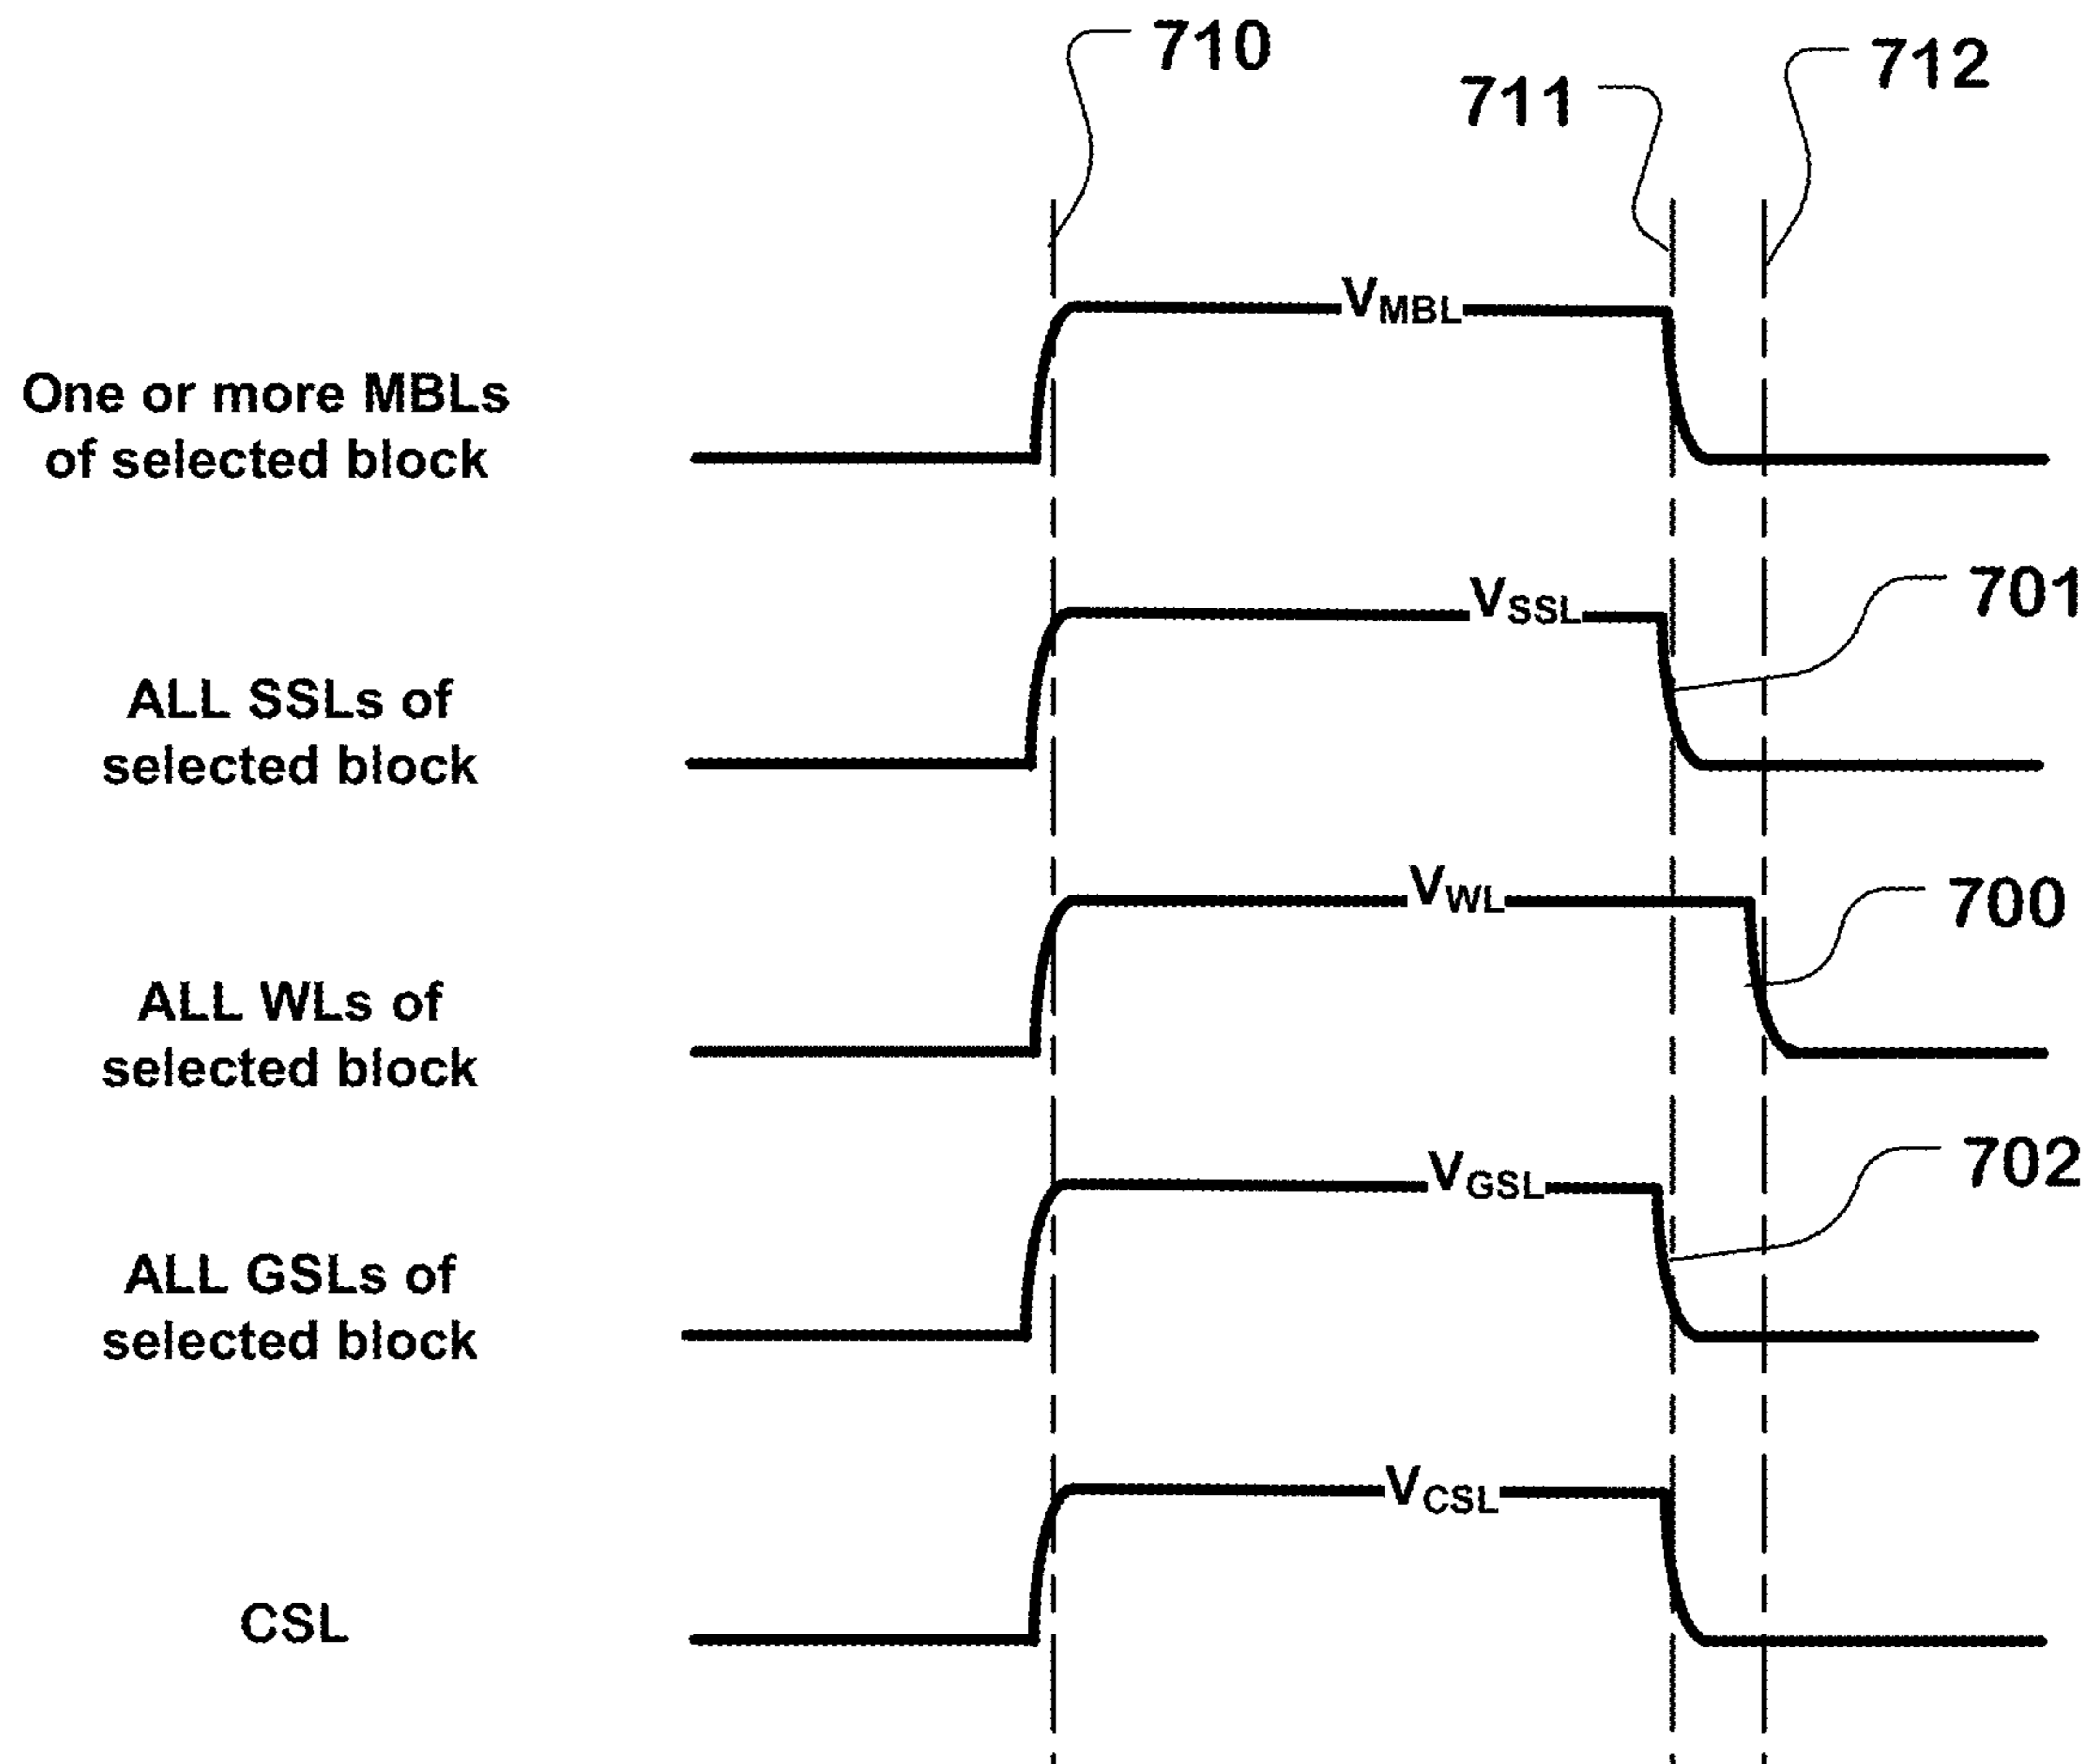 710
711
712
VMBL
One or more MBLs
of selected block
VSSL
701
ALL SSLs of
selected block
VWL
700
ALL WLs of
selected block
VGSL
702
ALL GSLs of
selected block
VCSL
CSL